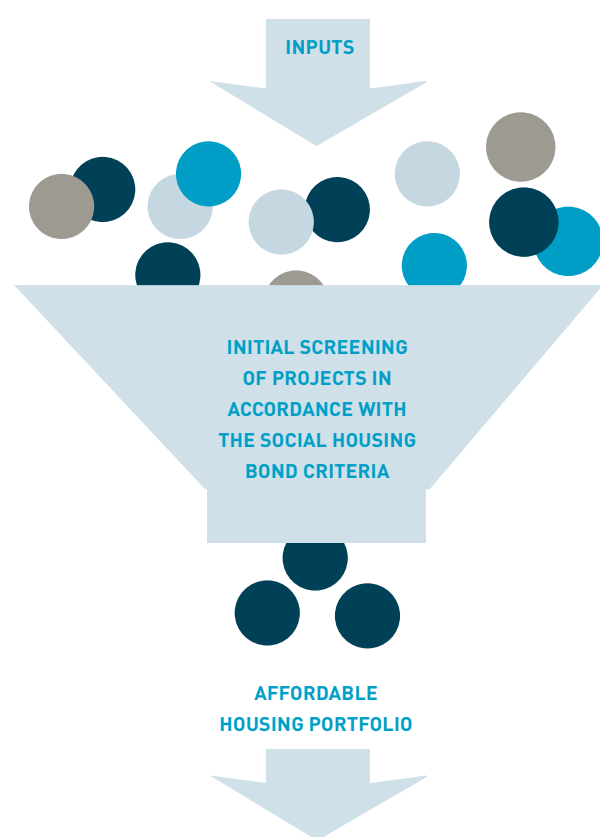 INPUTS
INITIAL SCREENING
OF PROJECTS IN
ACCORDANCE WITH
THE SOCIAL HOUSING
BOND CRITERIA
AFFORDABLE
HOUSING PORTFOLIO